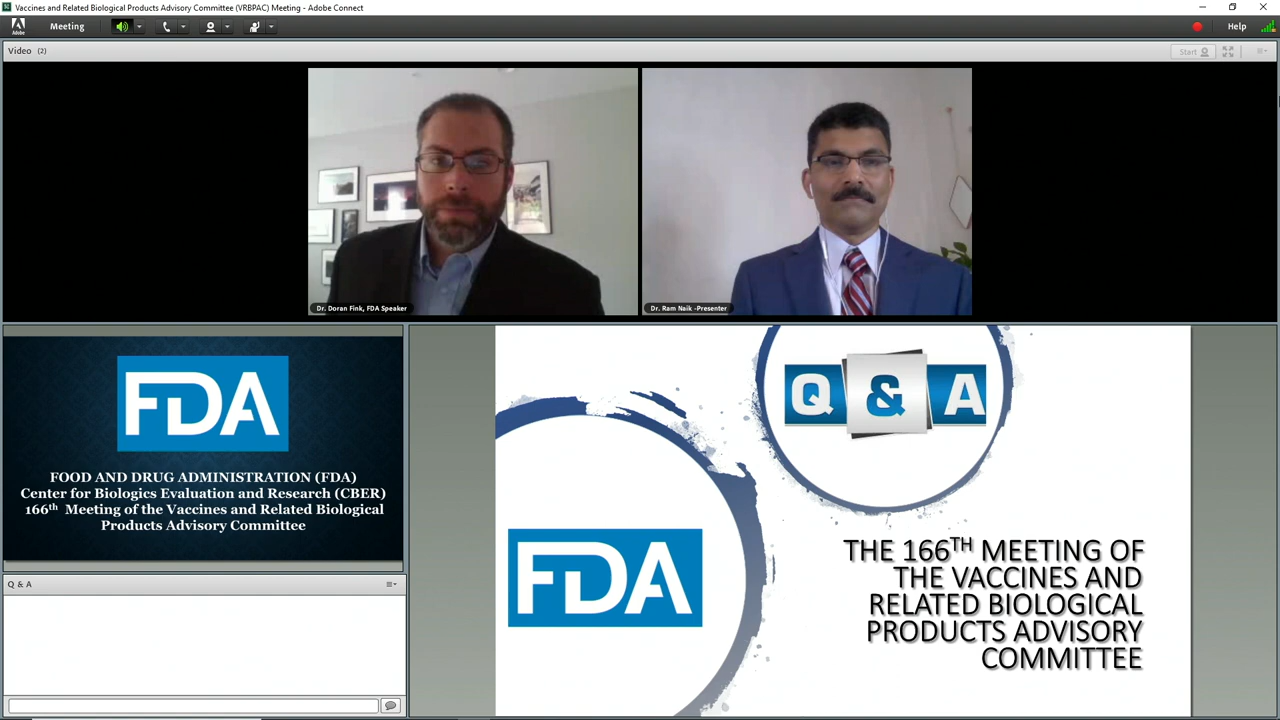 Vaccines and Related Biological Products Advisory Committee (VRBPAC) Meeting - Adobe Connect
Adobe
Meeting
Help
Video (2)
Start
Dr. Doran Fink, FDA Speaker
Dr. Ram Naik -Presenter
FDA
FOOD AND DRUG ADMINISTRATION (FDA)
Center for Biologics Evaluation and Research (CBER)
166th Meeting of the Vaccines and Related Biological
Products Advisory Committee
Q & A
Q & A
FDA
THE 166TH MEETING OF
THE VACCINES AND
RELATED BIOLOGICAL
PRODUCTS ADVISORY
COMMITTEE